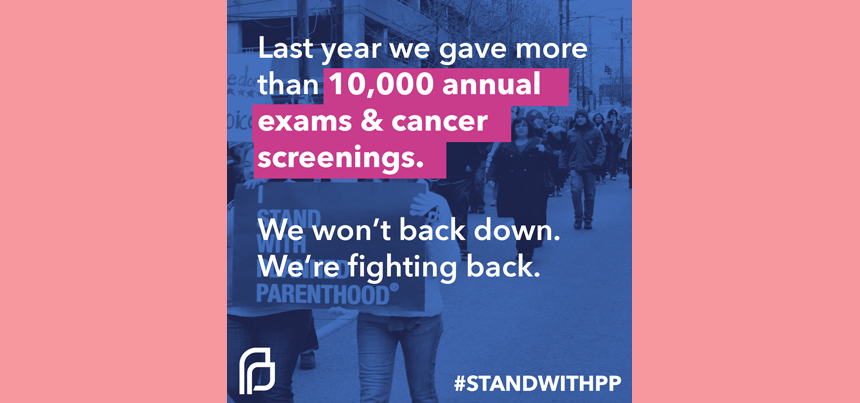 Last year we gave more
than 10,000 annual
exams & cancer
screenings.
We won't back down.
We're fighting back.
I
STAND
WITH
PARENTHOOD®
#STANDWITHPP